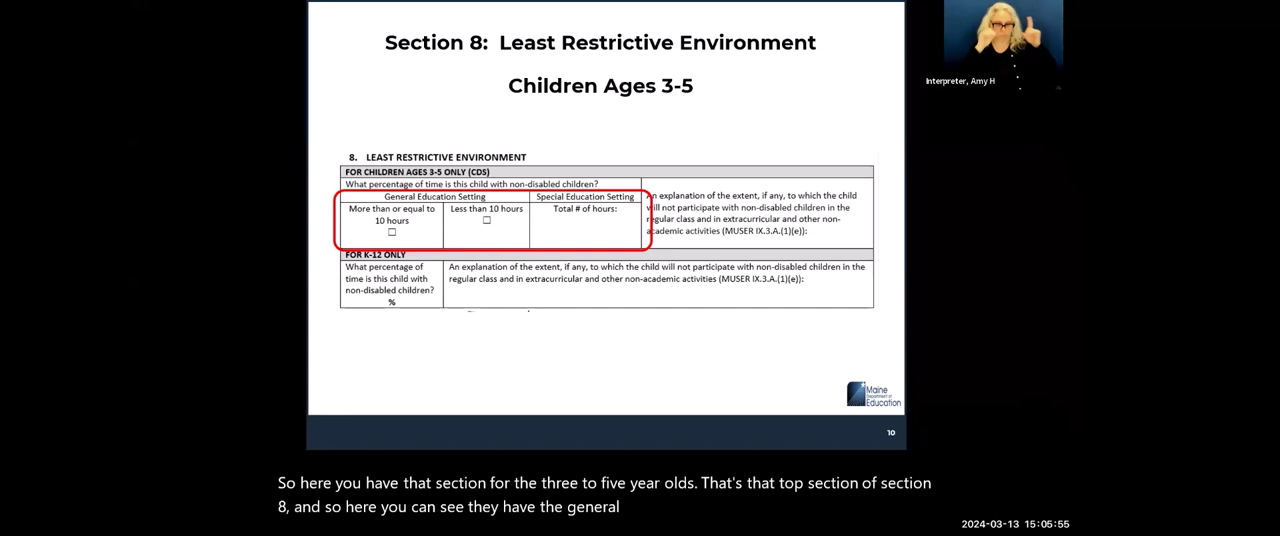 Section 8: Least Restrictive Environment
Children Ages 3-5
8. LEAST RESTRICTIVE ENVIRONMENT
FOR CHILDREN AGES 3-5 ONLY (CDS)
What percentage of time is this child with non-disabled children?
General Education Setting
Special Education Setting
More than or equal to
10 hours
☐
Less than 10 hours
☐
Total # of hours:
An explanation of the extent, if any, to which the child
will not participate with non-disabled children in the
regular class and in extracurricular and other non-
academic activities (MUSER IX.3.A.(1)(e)):
FOR K-12 ONLY
What percentage of
time is this child with
non-disabled children?
%
An explanation of the extent, if any, to which the child will not participate with non-disabled children in the
regular class and in extracurricular and other non-academic activities (MUSER IX.3.A.(1)(e)):
Maine
Department of
Education
10
Interpreter, Amy H
So here you have that section for the three to five year olds. That's that top section of section
8, and so here you can see they have the general
2024-03-13 15:05:55